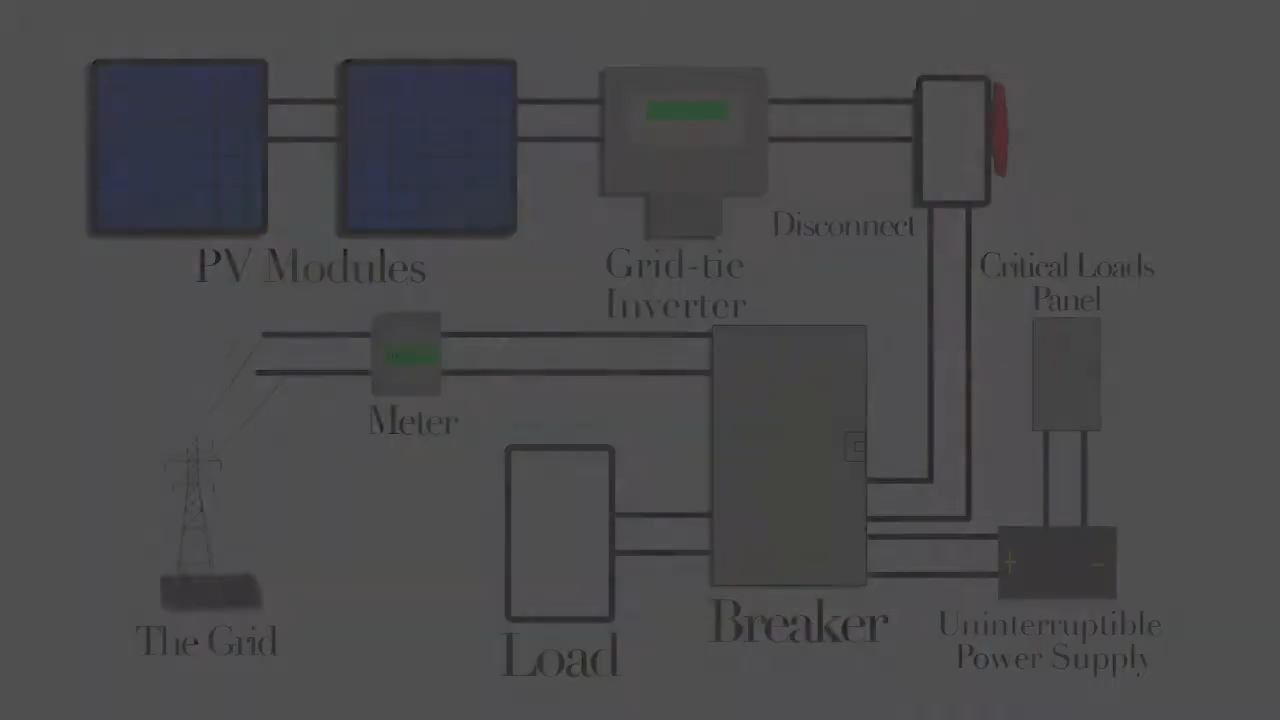 Disconnect
PV Modules
Grid-tie
Inverter
Critical Loads
Panel
Meter
The Grid
Load
Breaker
Uninterruptible
Power Supply